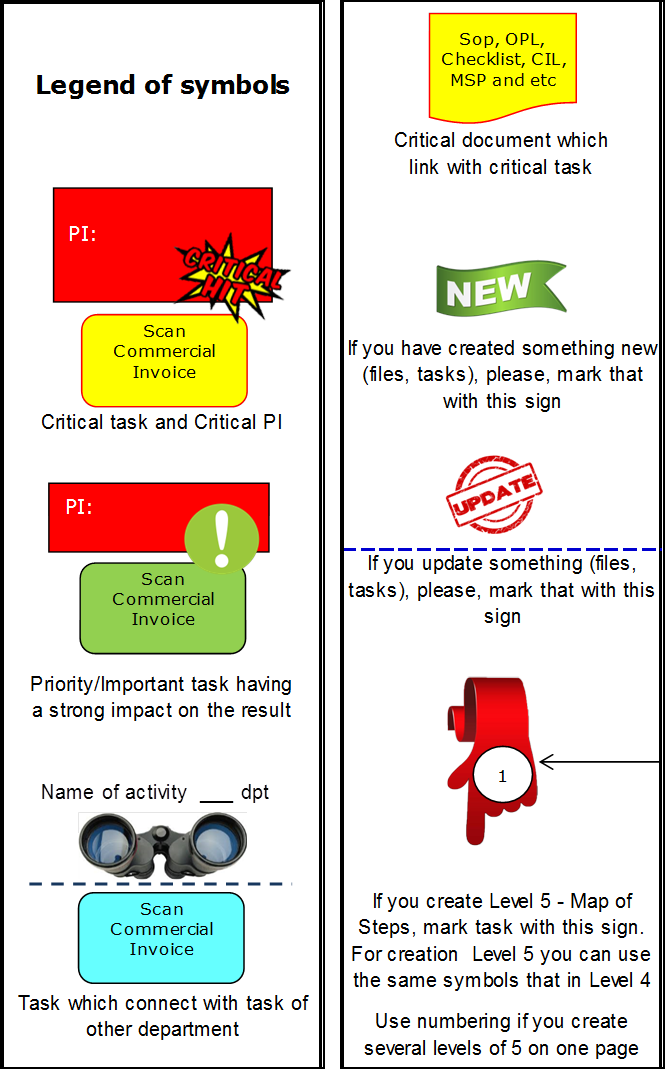 Legend of symbols
PI:
CRITICAL
HIT
Scan
Commercial
Invoice
Critical task and Critical PI
PI:
!
Scan
Commercial
Invoice
Priority/Important task having
a strong impact on the result
Name of activity ___ dpt
Scan
Commercial
Invoice
Task which connect with task of
other department
Sop, OPL,
Checklist, CIL,
MSP and etc
Critical document which
link with critical task
NEW
If you have created something new
(files, tasks), please, mark that
with this sign
UPDATE
If you update something (files,
tasks), please, mark that with this
sign
1
If you create Level 5 - Map of
Steps, mark task with this sign.
For creation Level 5 you can use
the same symbols that in Level 4
Use numbering if you create
several levels of 5 on one page